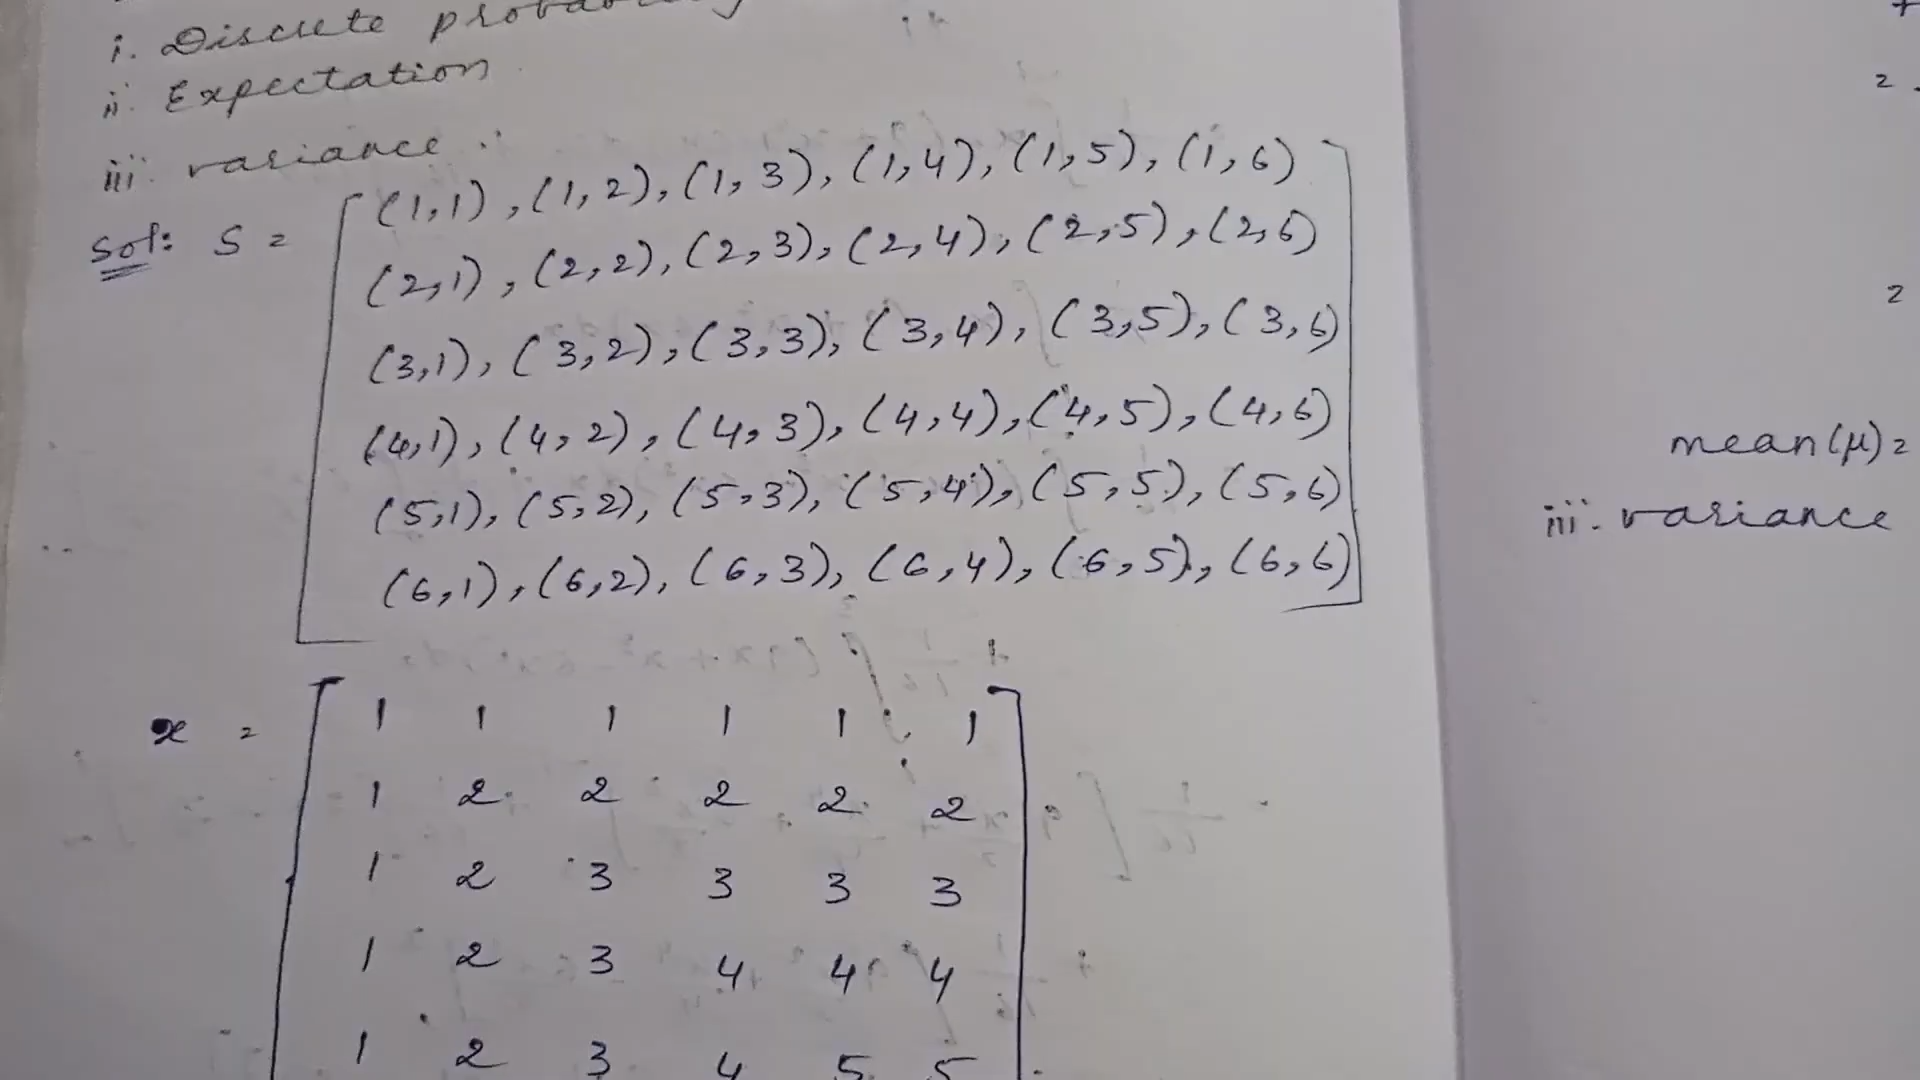 i. Discrete
ii. Expectation
iii. variance.
Sol: S = [(1,1), (1,2), (1,3), (1,4), (1,5), (1,6)
(2,1), (2,2), (2,3), (2,4), (2,5), (2,6)
(3,1), (3,2), (3,3), (3,4), (3,5), (3,6)
(4,1), (4,2), (4,3), (4,4), (4,5), (4,6)
(5,1), (5,2), (5,3), (5,4), (5,5), (5,6)
(6,1), (6,2), (6,3), (6,4), (6,5), (6,6)]
x = [1 1 1 1 1 1
1 2 2 2 2 2
1 2 3 3 3 3
1 2 3 4 4 4
1 2 3 4 5 5
mean(μ) =
iii. variance